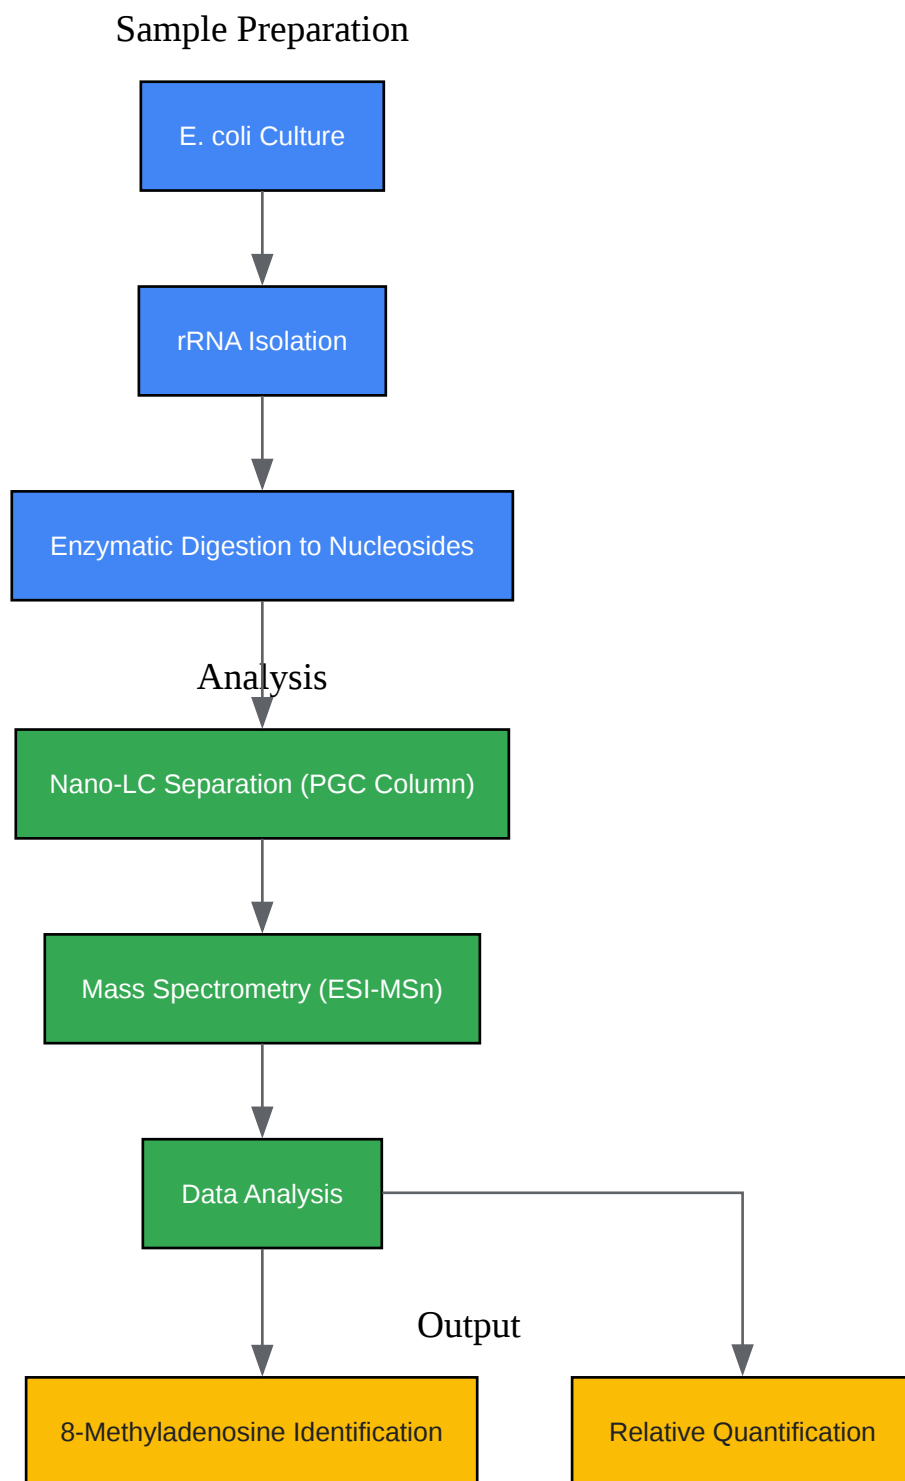 Sample Preparation
E. coli Culture
rRNA Isolation
Enzymatic Digestion to Nucleosides
Analysis
Nano-LC Separation (PGC Column)
Mass Spectrometry (ESI-MSn)
Data Analysis
Output
8-Methyladenosine Identification
Relative Quantification